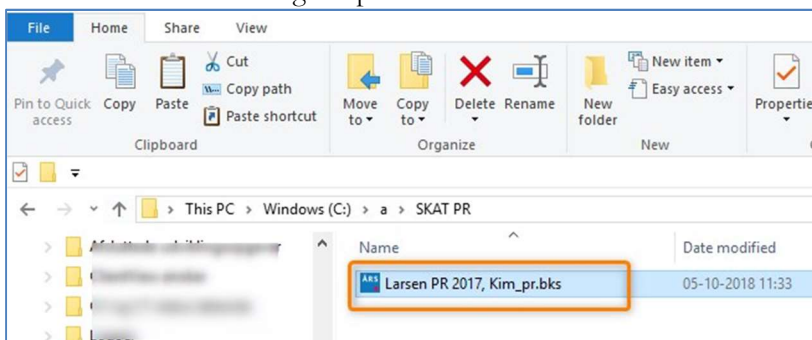 File Home Share View
Cut
Copy path
Paste shortcut
Pin to Quick access
Copy
Paste
Move to
Copy to
Delete
Rename
New folder
New item
Easy access
Clipboard
Organize
New
This PC > Windows (C:) > a > SKAT PR
Name Date modified
ÅRS Larsen PR 2017, Kim_pr.bks 05-10-2018 11:33